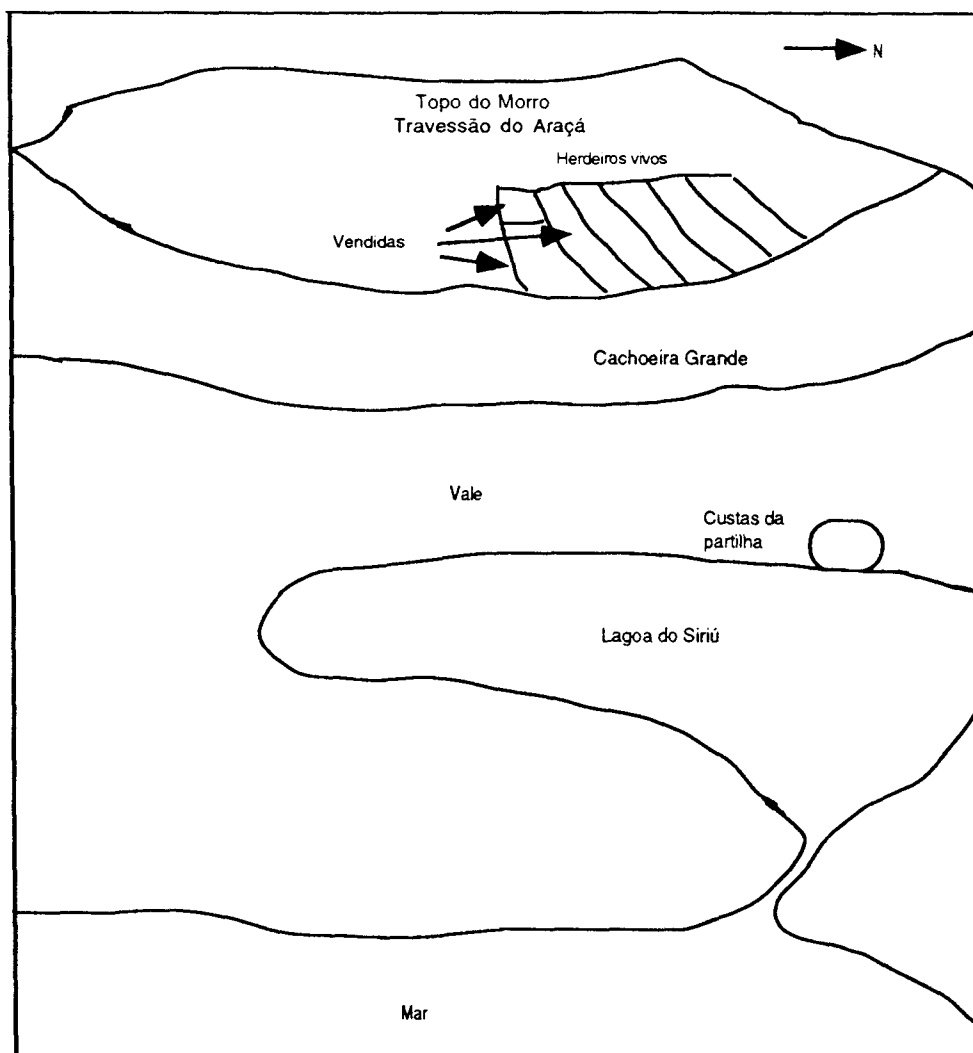 N
Topo do Morro
Travessão do Araçá
Herdeiros vivos
Vendidas
Cachoeira Grande
Vale
Custas da
partilha
Lagoa do Siriú
Mar